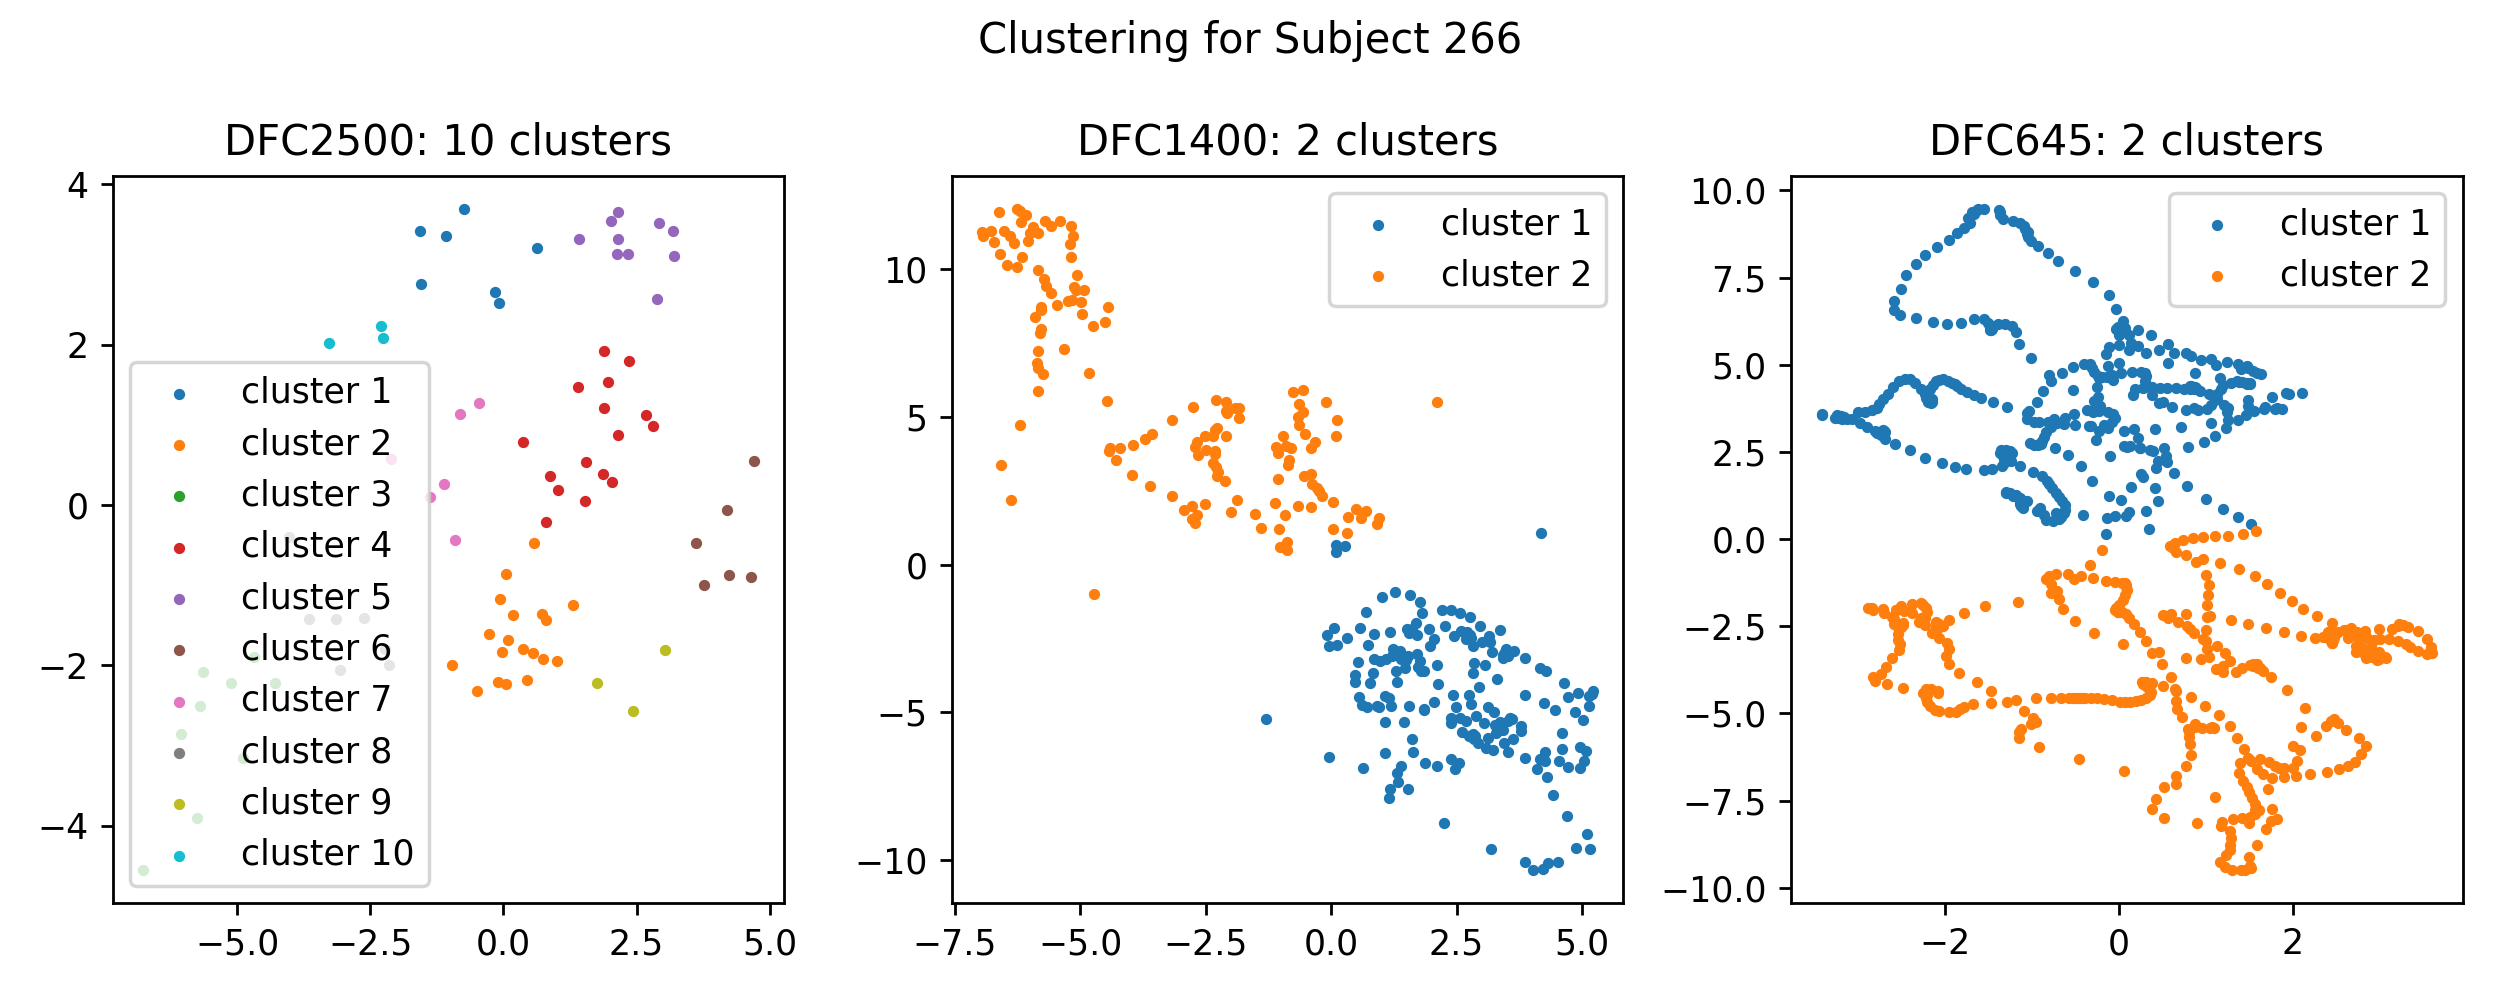 Clustering for Subject 266
DFC2500: 10 clusters
4
2
0
−2
−4
−5.0
−2.5
0.0
2.5
5.0
cluster 1
cluster 2
cluster 3
cluster 4
cluster 5
cluster 6
cluster 7
cluster 8
cluster 9
cluster 10
DFC1400: 2 clusters
10
5
0
−5
−10
−7.5
−5.0
−2.5
0.0
2.5
5.0
cluster 1
cluster 2
DFC645: 2 clusters
10.0
7.5
5.0
2.5
0.0
−2.5
−5.0
−7.5
−10.0
−2
0
2
cluster 1
cluster 2